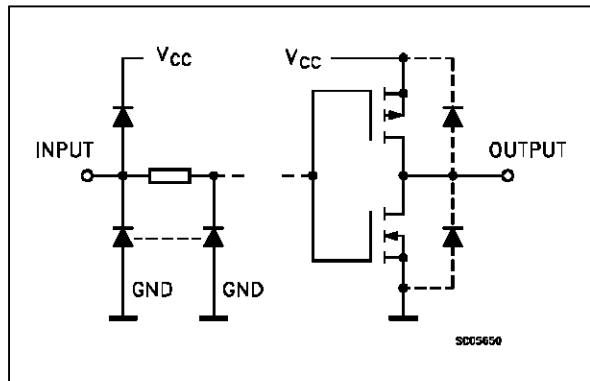 VCC
VCC
INPUT
OUTPUT
GND
GND
SC05650